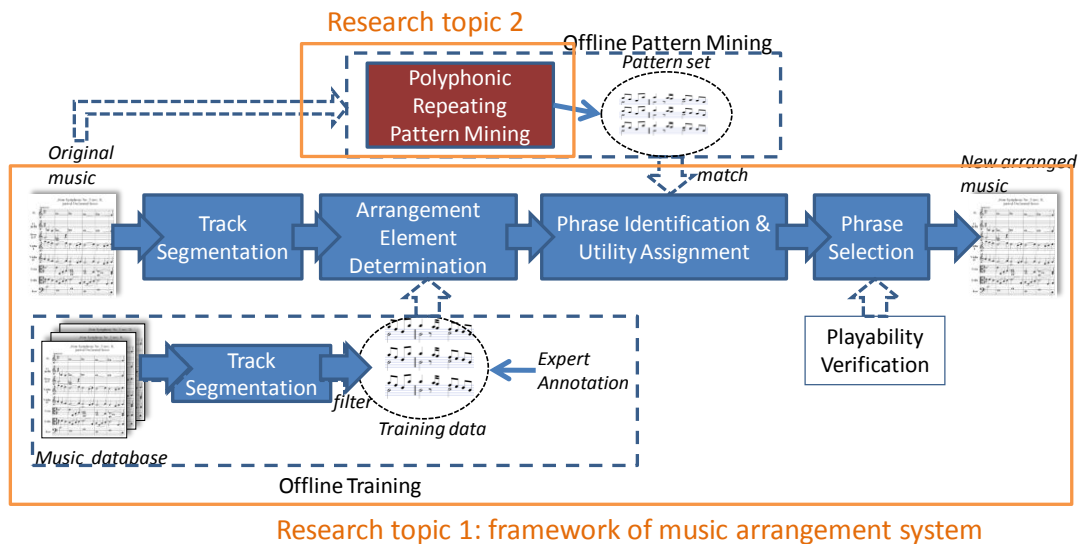 Research topic 2
Offline Pattern Mining
Pattern set
Polyphonic
Repeating
Pattern Mining
Original
music
match
New arranged
music
Track
Segmentation
Arrangement
Element
Determination
Phrase Identification &
Utility Assignment
Phrase
Selection
Playability
Verification
Track
Segmentation
filter
Expert
Annotation
Training data
Music database
Offline Training
Research topic 1: framework of music arrangement system